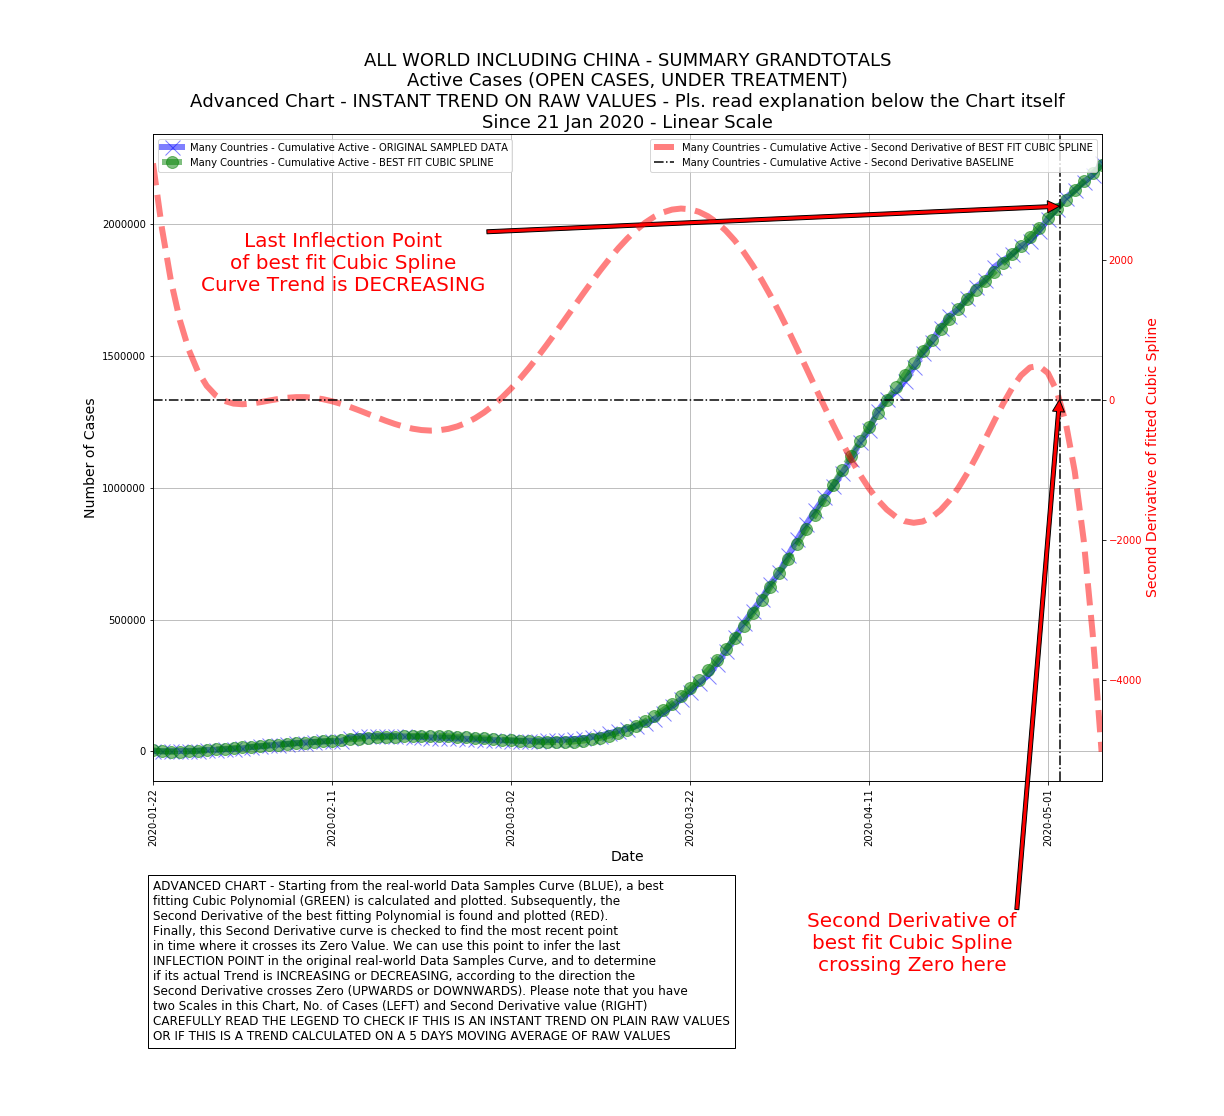 ALL WORLD INCLUDING CHINA - SUMMARY GRANDTOTALS
Active Cases (OPEN CASES, UNDER TREATMENT)
Advanced Chart - INSTANT TREND ON RAW VALUES - Pls. read explanation below the Chart itself
Since 21 Jan 2020 - Linear Scale
Many Countries - Cumulative Active - ORIGINAL SAMPLED DATA
Many Countries - Cumulative Active - BEST FIT CUBIC SPLINE
Many Countries - Cumulative Active - Second Derivative of BEST FIT CUBIC SPLINE
Many Countries - Cumulative Active - Second Derivative BASELINE
Last Inflection Point
of best fit Cubic Spline
Curve Trend is DECREASING
Number of Cases
2000000
1500000
1000000
500000
0
2000
0
−2000
−4000
Second Derivative of fitted Cubic Spline
2020-01-22
2020-02-11
2020-03-02
2020-03-22
2020-04-11
2020-05-01
Date
ADVANCED CHART - Starting from the real-world Data Samples Curve (BLUE), a best
fitting Cubic Polynomial (GREEN) is calculated and plotted. Subsequently, the
Second Derivative of the best fitting Polynomial is found and plotted (RED).
Finally, this Second Derivative curve is checked to find the most recent point
in time where it crosses its Zero Value. We can use this point to infer the last
INFLECTION POINT in the original real-world Data Samples Curve, and to determine
if its actual Trend is INCREASING or DECREASING, according to the direction the
Second Derivative crosses Zero (UPWARDS or DOWNWARDS). Please note that you have
two Scales in this Chart, No. of Cases (LEFT) and Second Derivative value (RIGHT)
CAREFULLY READ THE LEGEND TO CHECK IF THIS IS AN INSTANT TREND ON PLAIN RAW VALUES
OR IF THIS IS A TREND CALCULATED ON A 5 DAYS MOVING AVERAGE OF RAW VALUES
Second Derivative of
best fit Cubic Spline
crossing Zero here